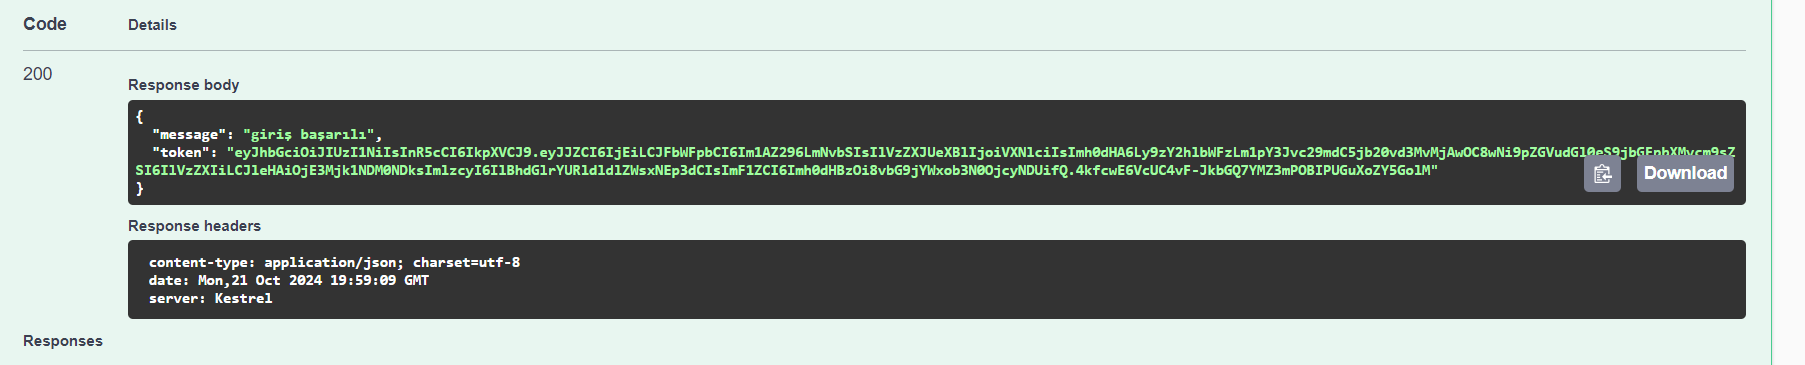 Code
Details
200
Response body
{
"message": "giriş başarılı",
"token": "eyJhbGciOiJIUzI1NiIsInR5cCI6IkpXVCJ9.eyJJZCI6IjEiLCJFbWFpbCI6Im1AZ296LmNvbSIsIlVzZXJUeXBlIjoiVXNlciIsImh0dHA6Ly9zY2hlbWFzLm1pY3Jvc29mdC5jb20vd3MvMjAwOC8wNi9pZGVudGl0eS9jbGFpbXMvcm9sZ
SI6IlVzZXIiLCJleHAiOjE3Mjk1NDM0NDksImlzcyI6IlBhdGlrYURldldlZWsxNEp3dCIsImF1ZCI6Imh0dHBzOi8vbG9jYWxob3N0OjcyNDUifQ.4kfcwE6VcUC4vF-JkbGQ7YMZ3mPOBIPUGuXoZY5GolM"
}
Download
Response headers
content-type: application/json; charset=utf-8
date: Mon,21 Oct 2024 19:59:09 GMT
server: Kestrel
Responses